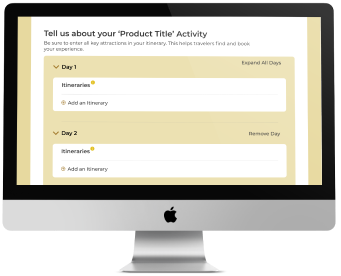 Tell us about your ‘Product Title’ Activity
Be sure to enter all key attractions in your itinerary. This helps travelers find and book
your experience.
Day 1
Expand All Days
Itineraries
Add an Itinerary
Day 2
Remove Day
Itineraries
Add an Itinerary